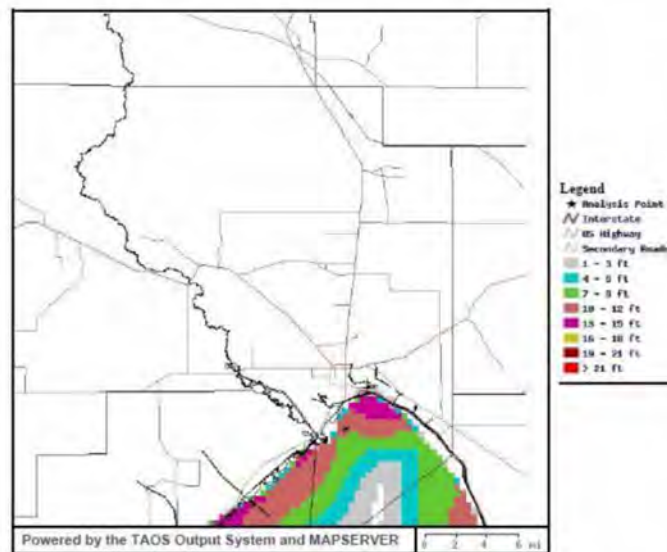 Legend
Analysis Point
Interstate
US Highway
Secondary Roads
1 - 3 ft
4 - 6 ft
7 - 9 ft
10 - 12 ft
13 - 15 ft
16 - 18 ft
19 - 21 ft
> 21 ft
Powered by the TAOS Output System and MAPSERVER
0 2 4 6 mi